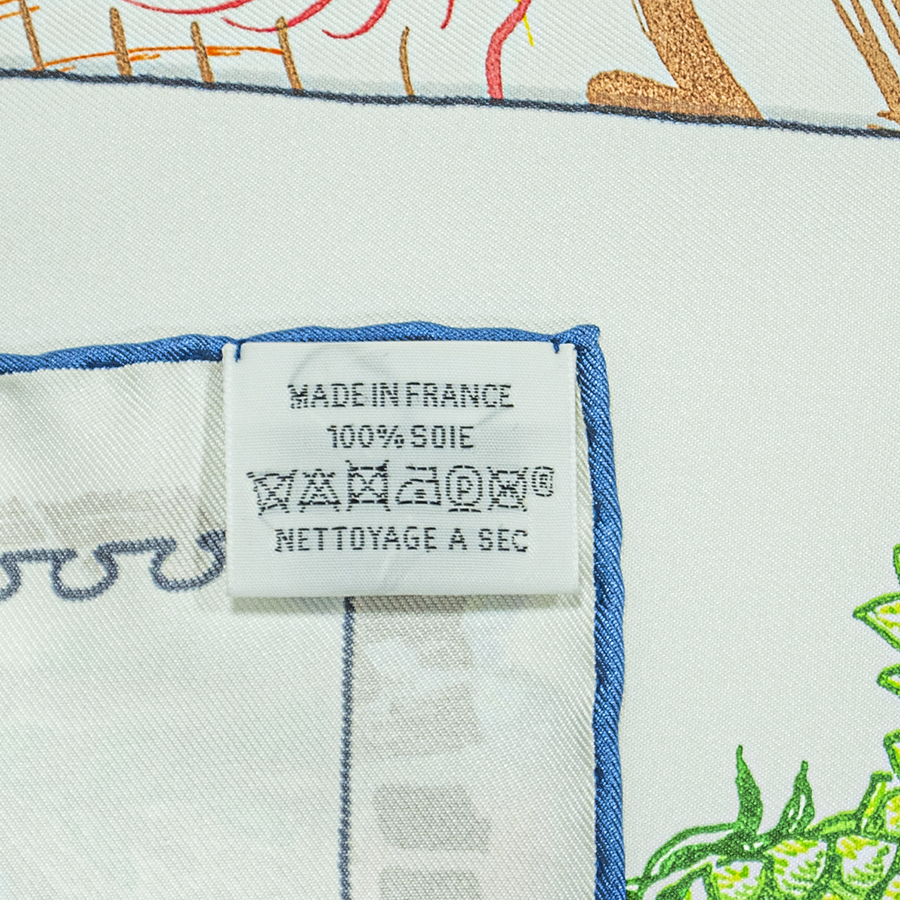 MADE IN FRANCE
100% SOIE
P ®
NETTOYAGE A SEC